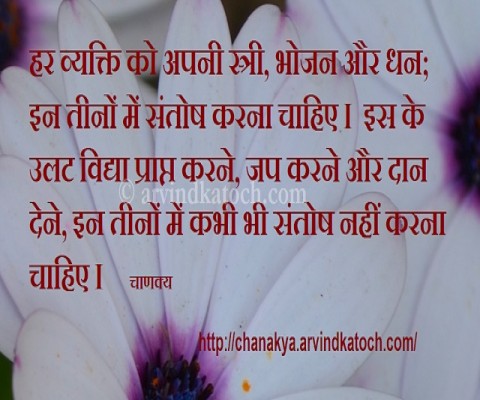 हर व्यक्ति को अपनी स्त्री, भोजन और धन;
इन तीनों में संतोष करना चाहिए I इस के
उलट विद्या प्राप्त करने, जप करने और दान
© arvindkatoch.com
देने, इन तीनों में कभी भी संतोष नहीं करना
चाहिए I चाणक्य
http://chanakya.arvindkatoch.com/